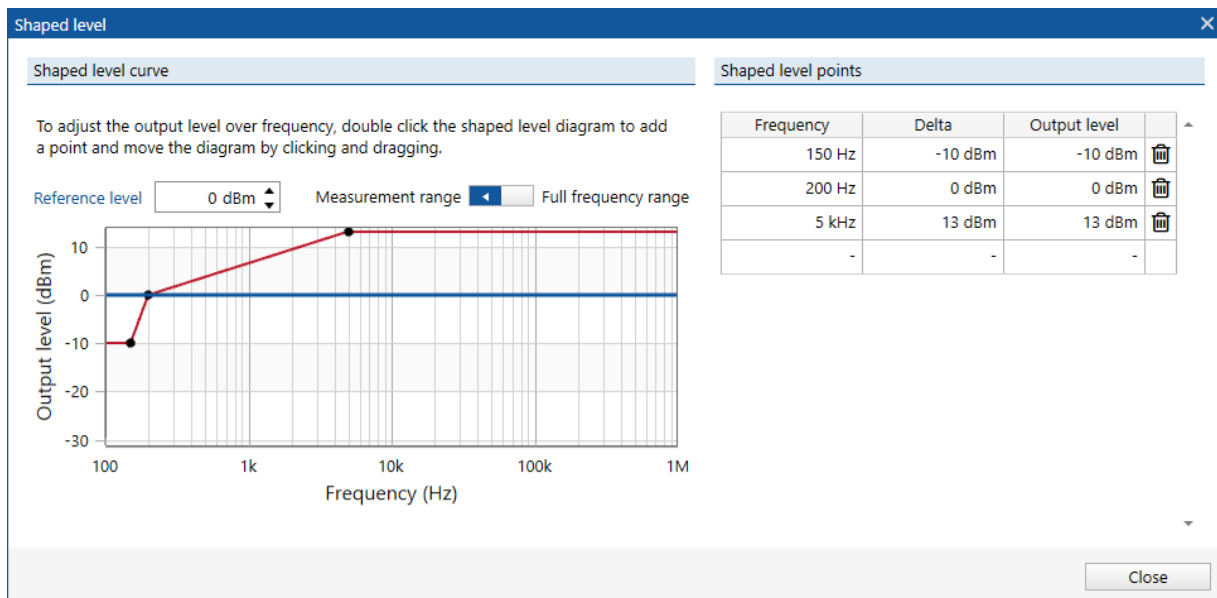 Shaped level
Shaped level curve
To adjust the output level over frequency, double click the shaped level diagram to add
a point and move the diagram by clicking and dragging.
Reference level 0 dBm Measurement range Full frequency range
Output level (dBm)
10
0
-10
-20
-30
100 1k 10k 100k 1M
Frequency (Hz)
Shaped level points
Frequency Delta Output level
150 Hz -10 dBm -10 dBm
200 Hz 0 dBm 0 dBm
5 kHz 13 dBm 13 dBm
- - -
Close